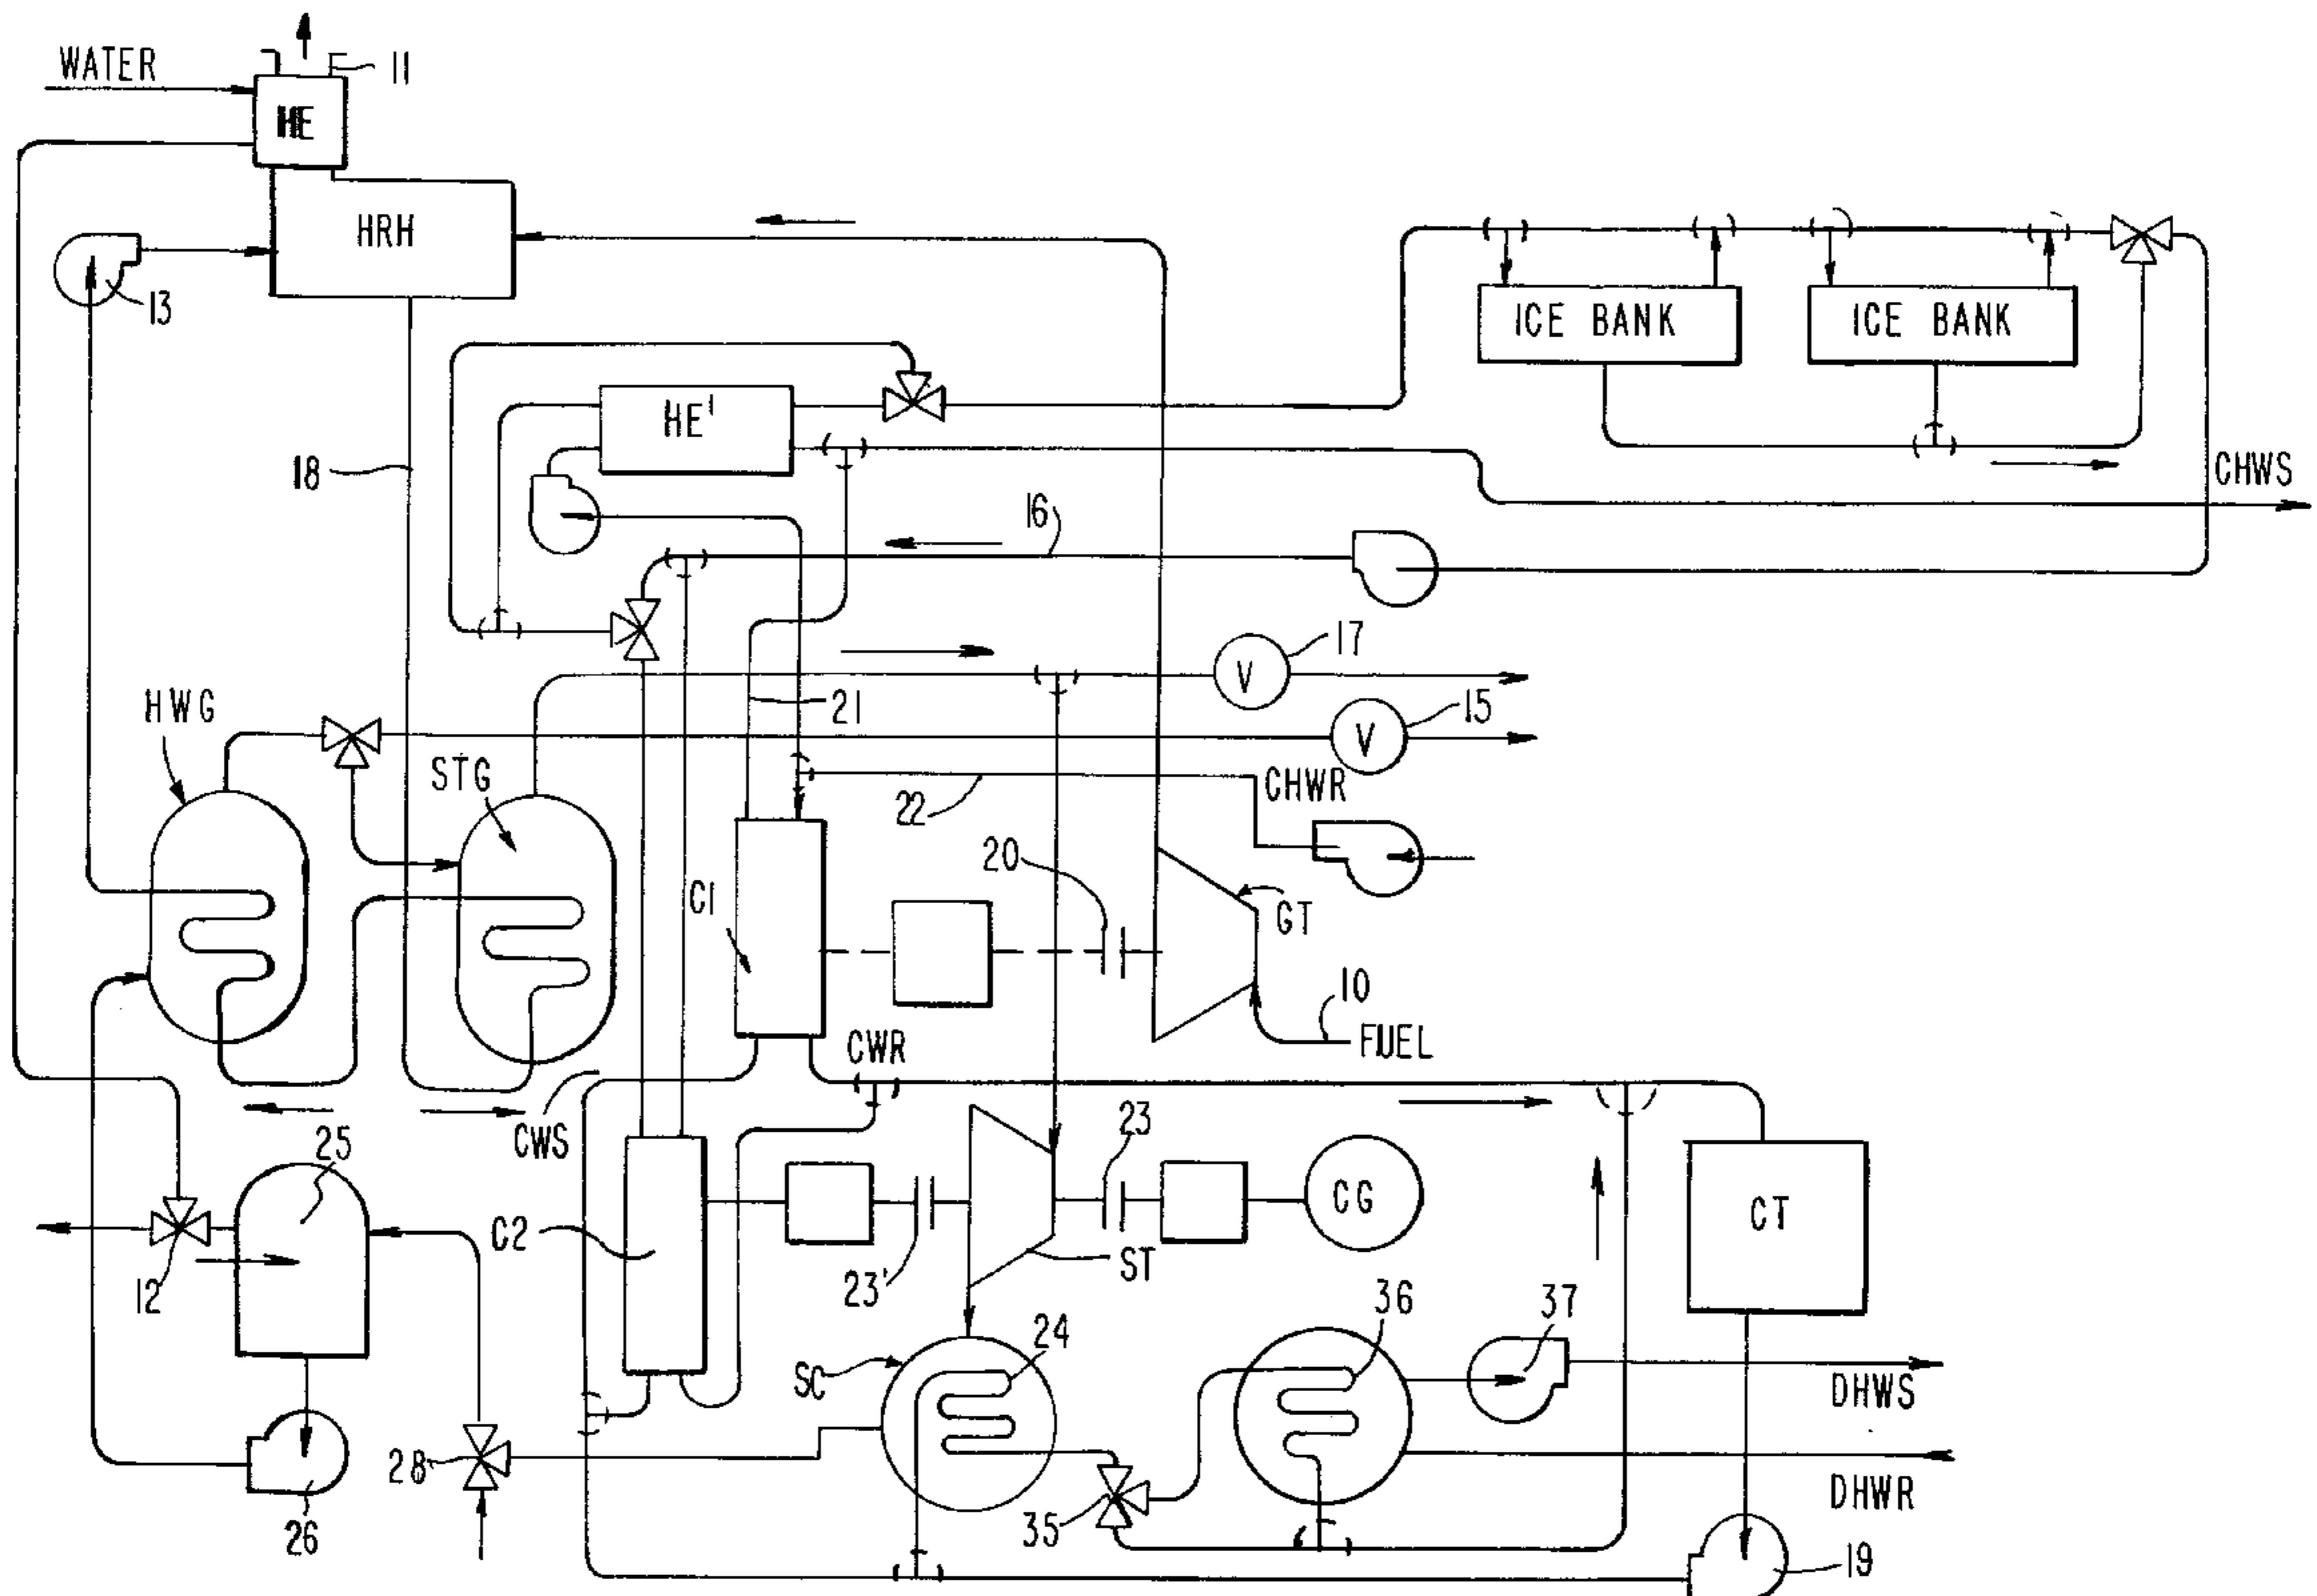 WATER
11
HE
HRH
13
ICE BANK
ICE BANK
HE'
18
CHWS
16
17
V
HWG
21
15
V
STG
22
CHWR
20
C1
GT
10
FUEL
CWR
CWS
25
23
C2
CG
CT
12
23'
ST
36
37
24
SC
DHWS
28
35
DHWR
26
19